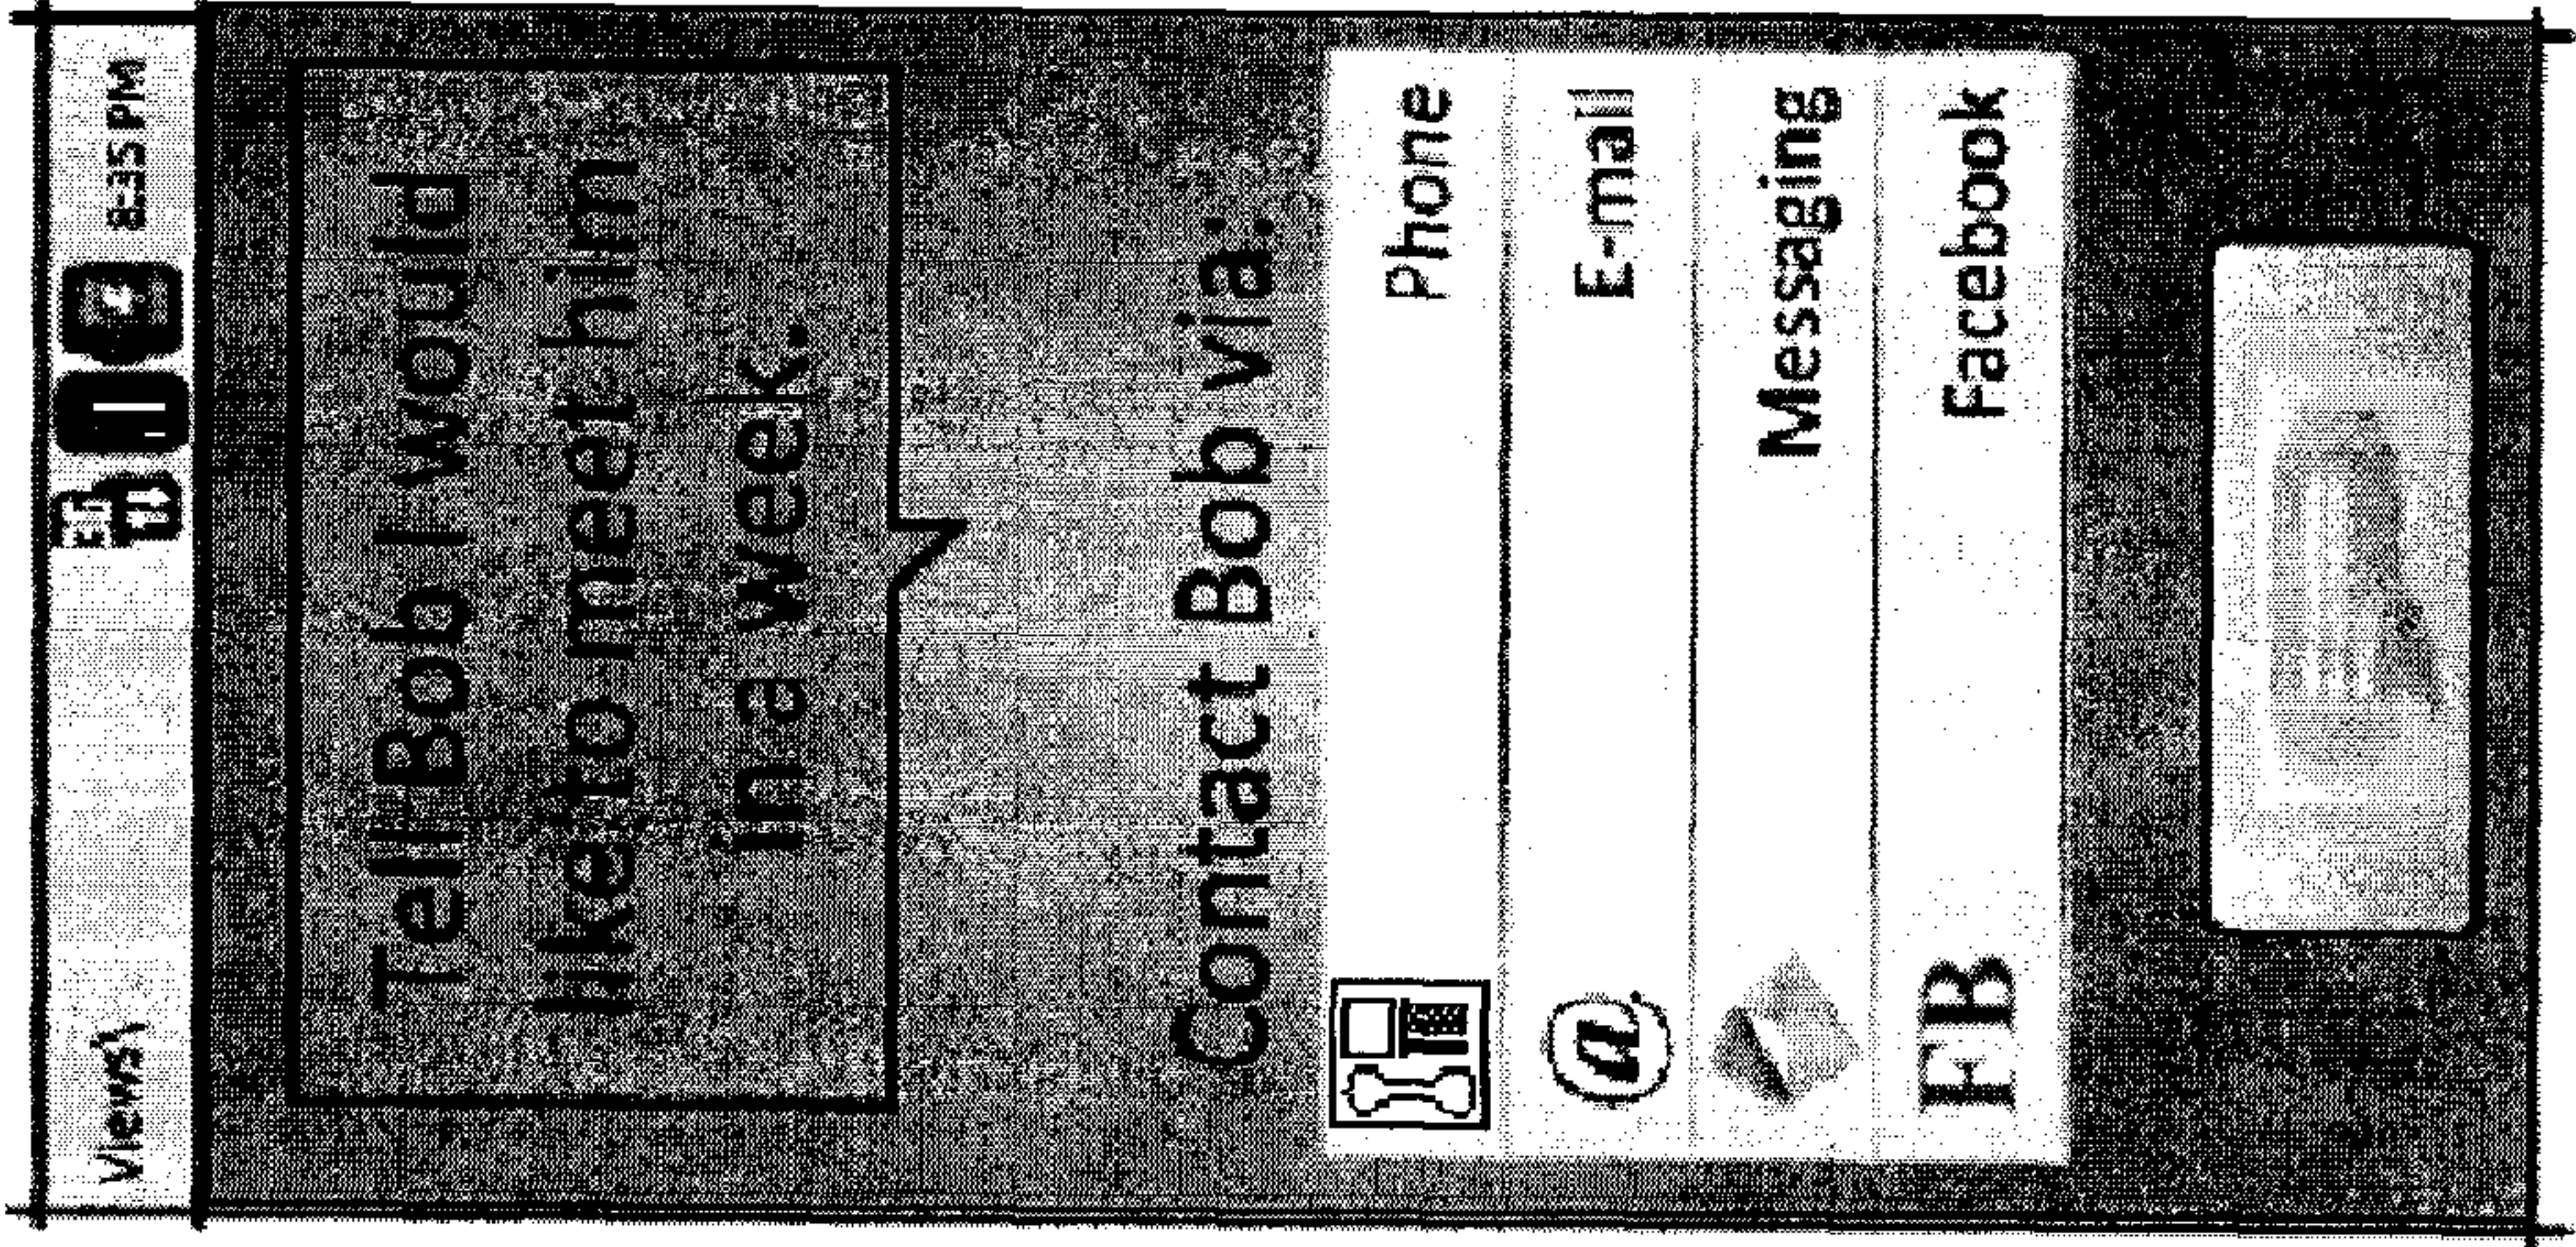 Views\
8:35 PM
Tell Bob I would
like to meet him
in a week.
Contact Bob via:
Phone
@ E-mail
Messaging
FB Facebook